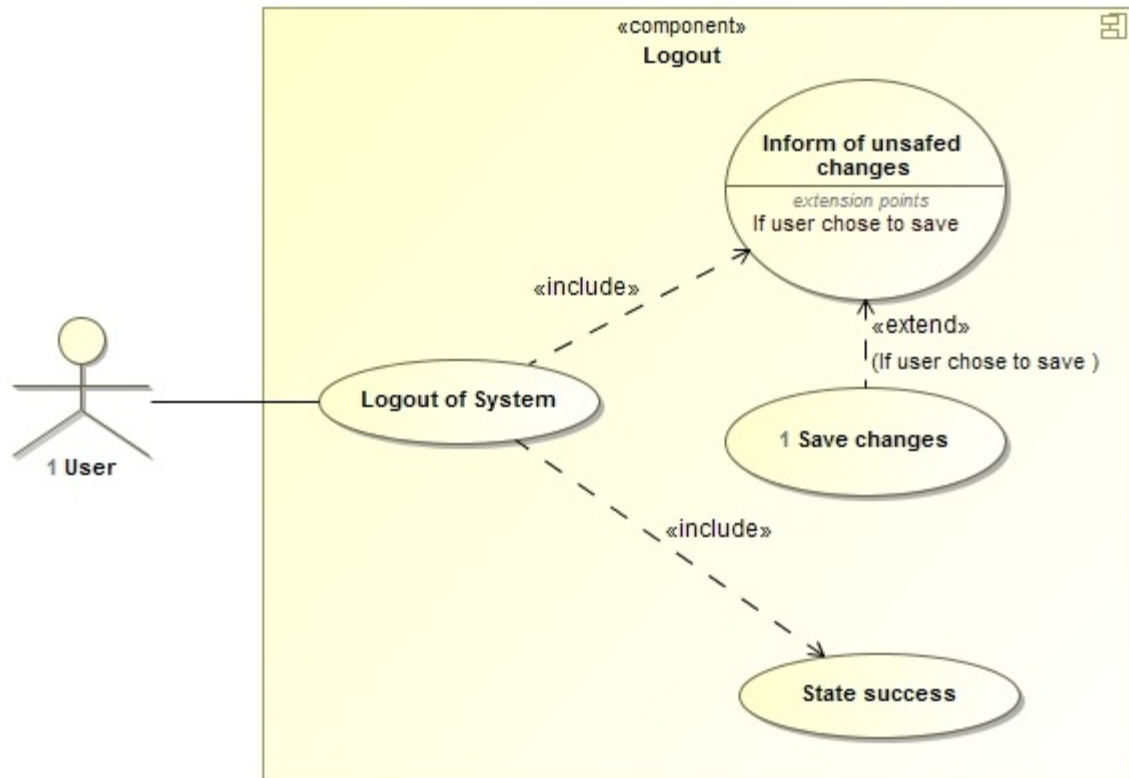 «component»
Logout
Inform of unsafed
changes
extension points
If user chose to save
«include»
«extend»
(If user chose to save )
Logout of System
1 Save changes
1 User
«include»
State success